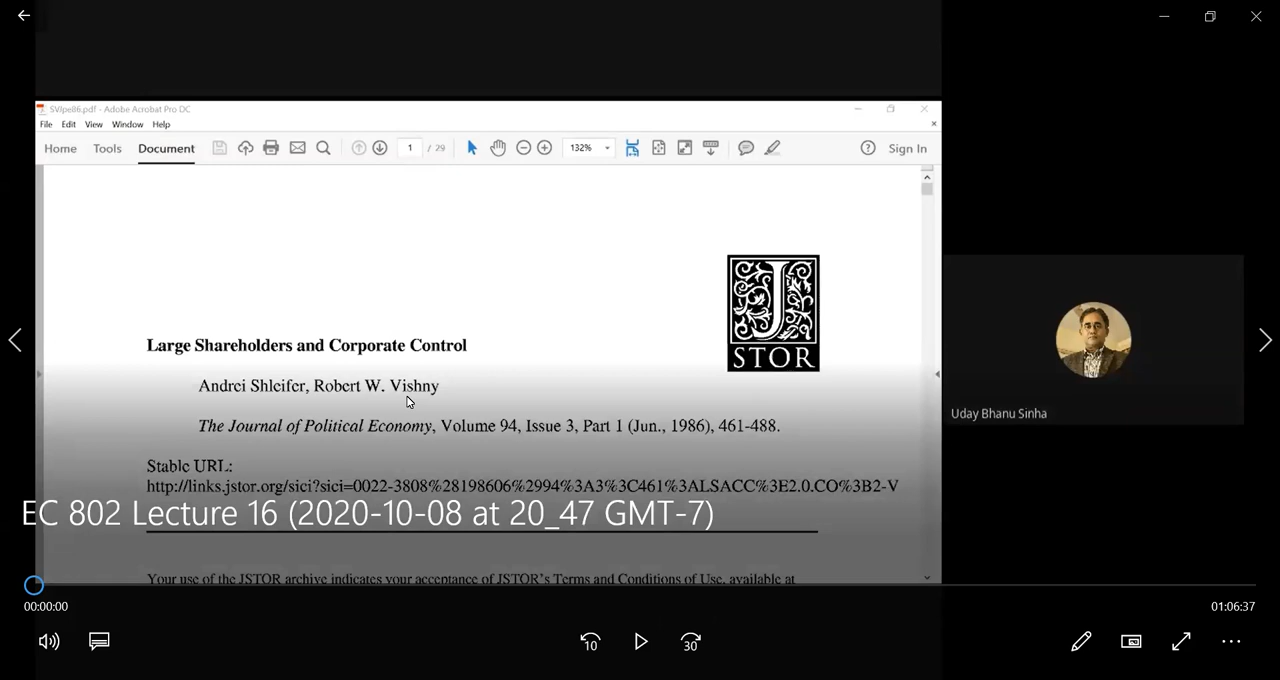 SVJpe86.pdf - Adobe Acrobat Pro DC
File Edit View Window Help
Home Tools Document 1 / 29 132% Sign In
JSTOR
Large Shareholders and Corporate Control
Andrei Shleifer, Robert W. Vishny
The Journal of Political Economy, Volume 94, Issue 3, Part 1 (Jun., 1986), 461-488.
Stable URL:
http://links.jstor.org/sici?sici=0022-3808%28198606%2994%3A3%3C461%3ALSACC%3E2.0.CO%3B2-V
Uday Bhanu Sinha
EC 802 Lecture 16 (2020-10-08 at 20_47 GMT-7)
Your use of the JSTOR archive indicates your acceptance of JSTOR's Terms and Conditions of Use, available at
00:00:00 01:06:37
10 30